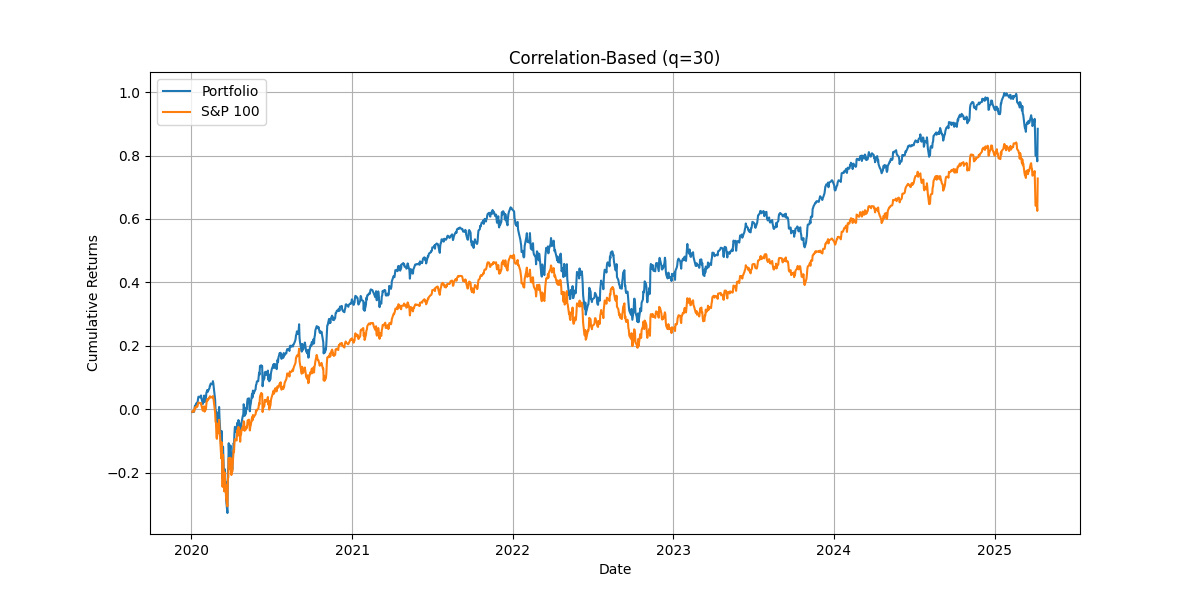 Correlation-Based (q=30)
Portfolio
S&P 100
Cumulative Returns
1.0
0.8
0.6
0.4
0.2
0.0
−0.2
2020
2021
2022
2023
2024
2025
Date